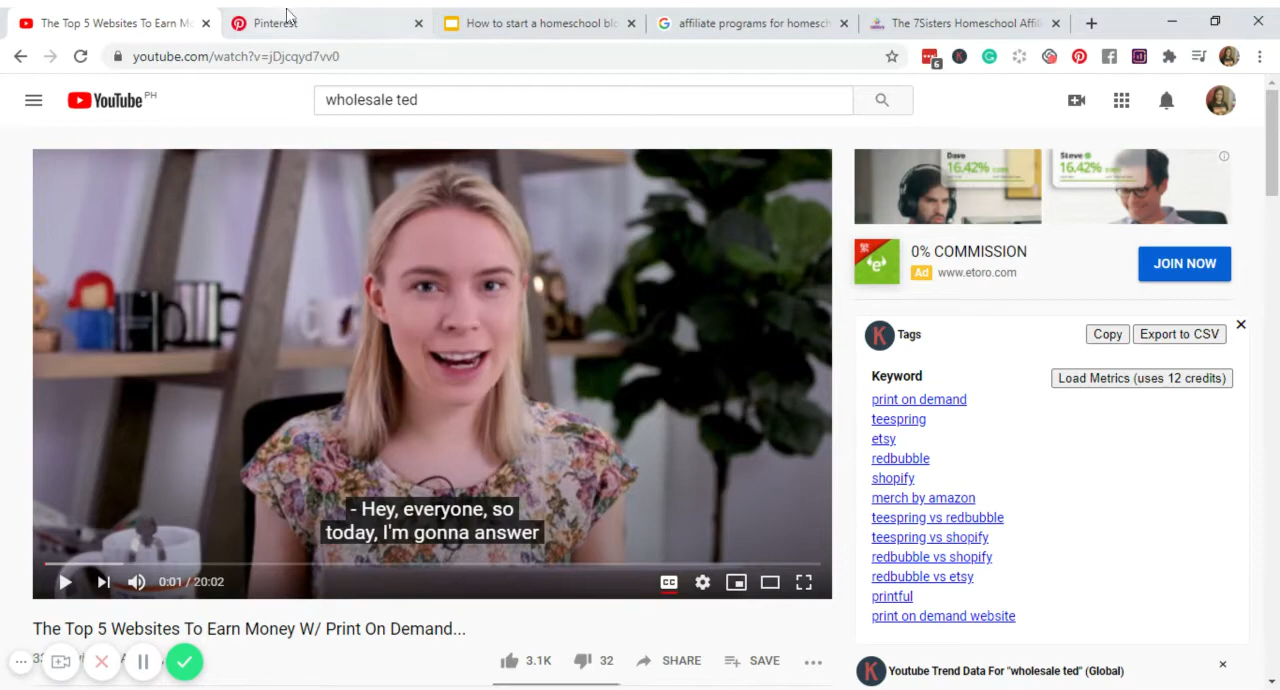 The Top 5 Websites To Earn Mo
Pinterest
How to start a homeschool blo
affiliate programs for homesch
The 7Sisters Homeschool Affili
youtube.com/watch?v=jDjcqyd7vv0
6
YouTube PH
wholesale ted
Dave
16.42%
Steve
16.42%
0% COMMISSION
Ad www.etoro.com
JOIN NOW
K Tags
Copy
Export to CSV
Keyword
Load Metrics (uses 12 credits)
print on demand
teespring
etsy
redbubble
shopify
merch by amazon
teespring vs redbubble
teespring vs shopify
redbubble vs shopify
redbubble vs etsy
printful
print on demand website
- Hey, everyone, so
today, I'm gonna answer
CC
0:01 / 20:02
The Top 5 Websites To Earn Money W/ Print On Demand...
3.1K
32
SHARE
SAVE
K Youtube Trend Data For "wholesale ted" (Global)